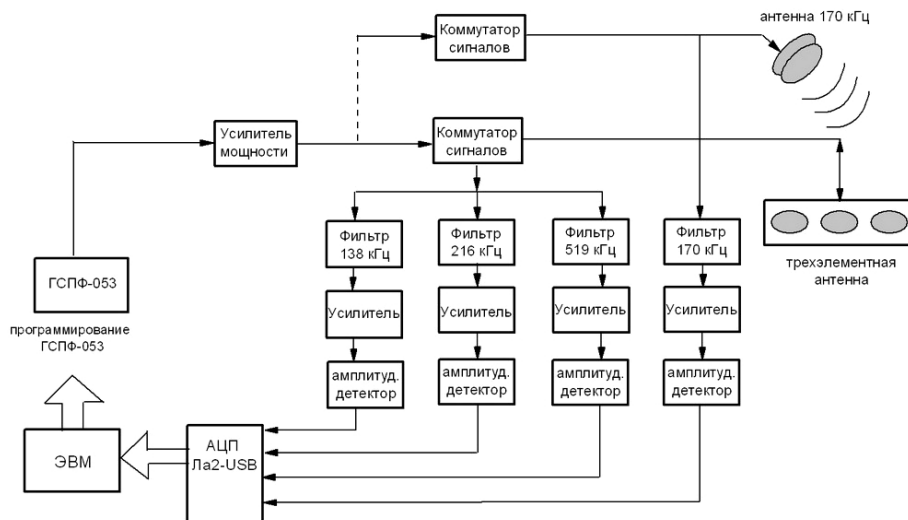 антенна 170 кГц
Коммутатор
сигналов
Усилитель
мощности
Коммутатор
сигналов
Фильтр
138 кГц
Фильтр
216 кГц
Фильтр
519 кГц
Фильтр
170 кГц
трехэлементная
антенна
ГСПФ-053
программирование
ГСПФ-053
Усилитель
Усилитель
Усилитель
Усилитель
амплитуд.
детектор
амплитуд.
детектор
амплитуд.
детектор
амплитуд.
детектор
ЭВМ
АЦП
Ла2-USB